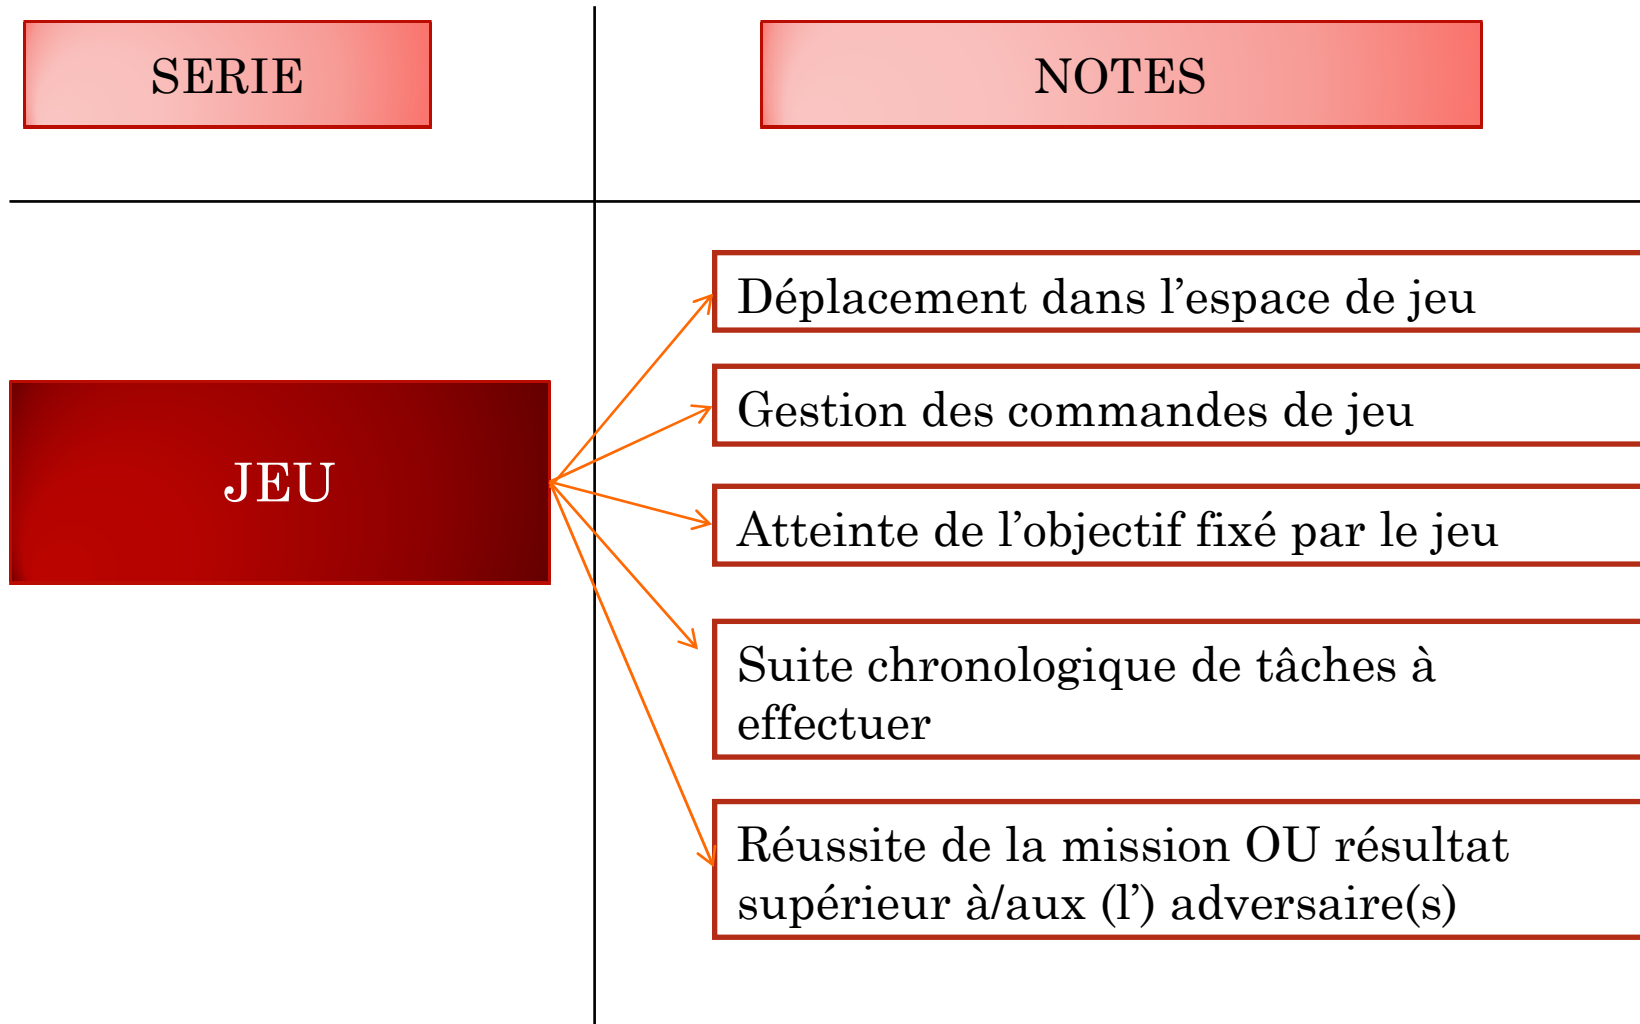 SERIE
NOTES
JEU
Déplacement dans l’espace de jeu
Gestion des commandes de jeu
Atteinte de l’objectif fixé par le jeu
Suite chronologique de tâches à
effectuer
Réussite de la mission OU résultat
supérieur à/aux (l’) adversaire(s)